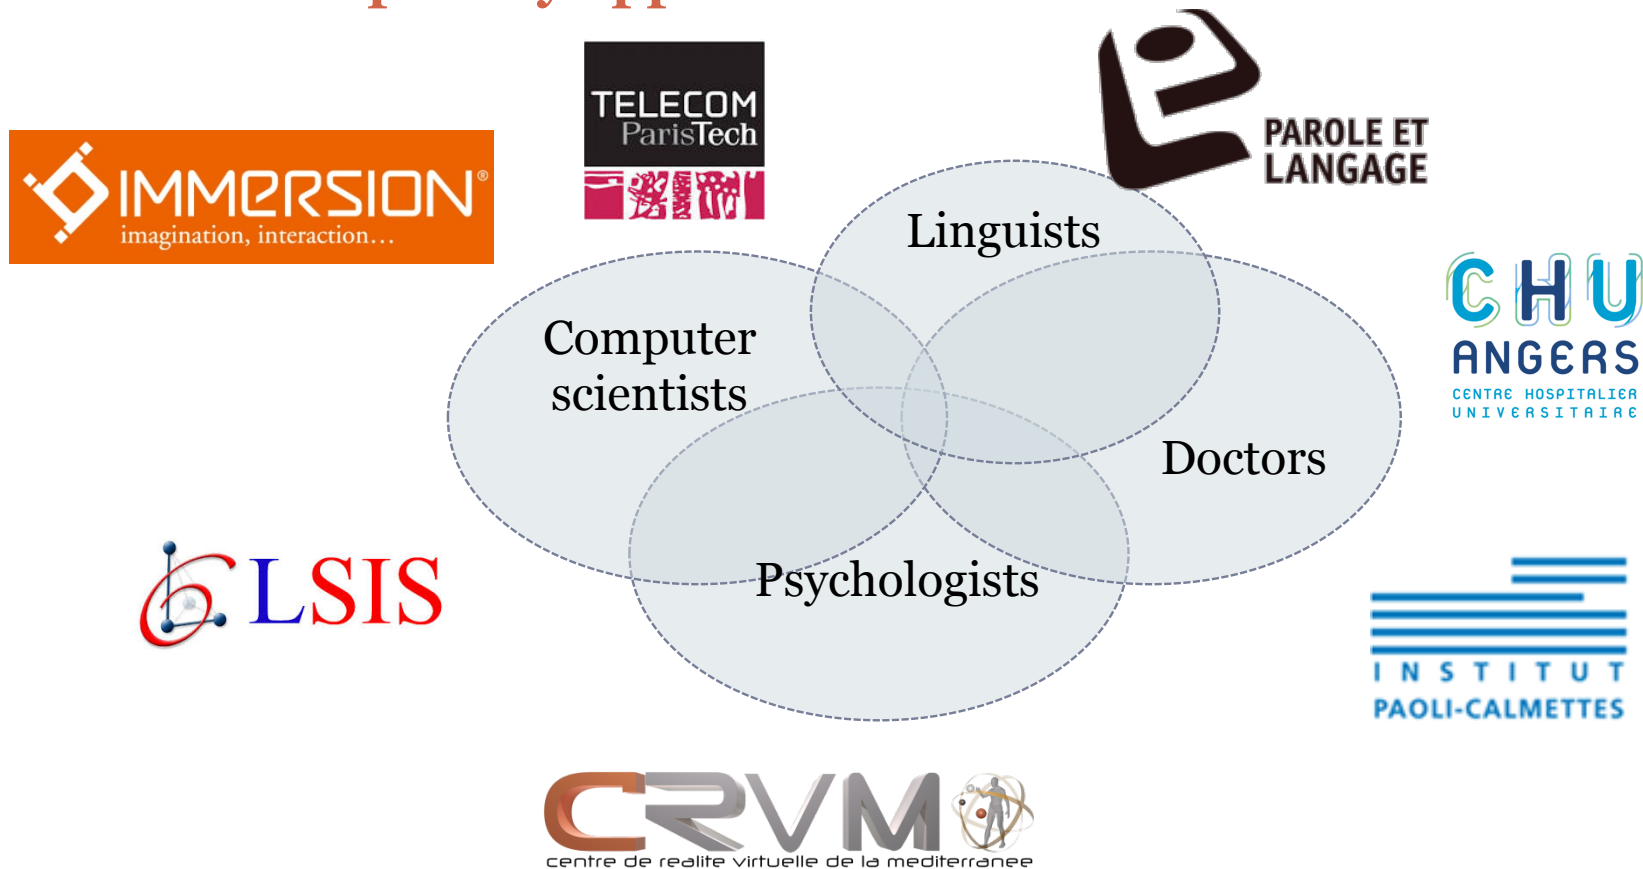 TELECOM
ParisTech
PAROLE ET
LANGAGE
IMMERSION®
imagination, interaction...
Linguists
Computer
scientists
CHU
ANGERS
CENTRE HOSPITALIER
UNIVERSITAIRE
Doctors
Psychologists
LSIS
INSTITUT
PAOLI-CALMETTES
CRVM
centre de realite virtuelle de la mediterranee